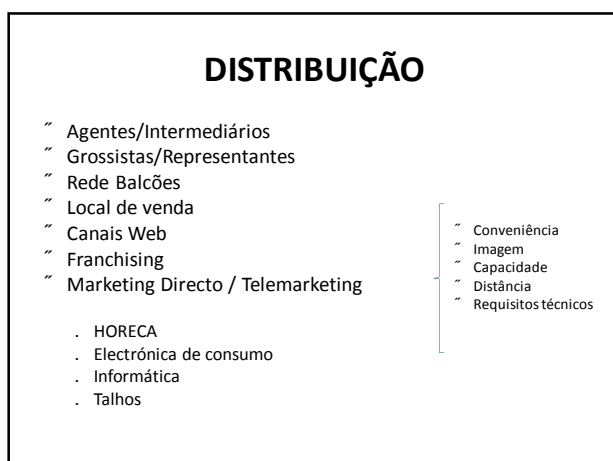 DISTRIBUIÇÃO
˝ Agentes/Intermediários
˝ Grossistas/Representantes
˝ Rede Balcões
˝ Local de venda
˝ Canais Web
˝ Franchising
˝ Marketing Directo / Telemarketing
. HORECA
. Electrónica de consumo
. Informática
. Talhos
˝ Conveniência
˝ Imagem
˝ Capacidade
˝ Distância
˝ Requisitos técnicos